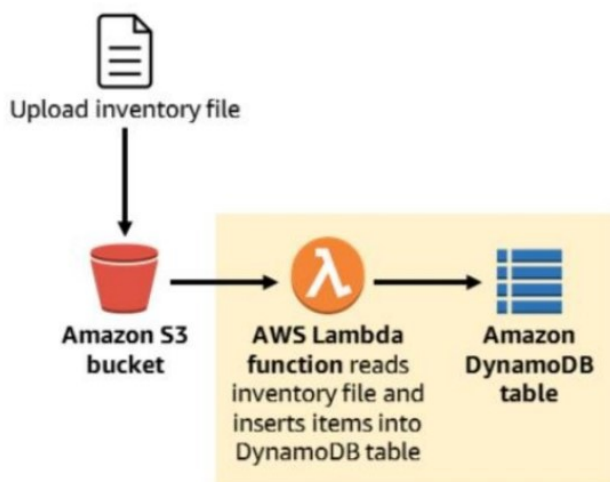 Upload inventory file
Amazon S3
bucket
AWS Lambda
function reads
inventory file and
inserts items into
DynamoDB table
Amazon
DynamoDB
table